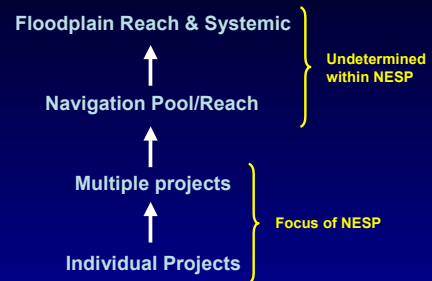 Floodplain Reach & Systemic
Undetermined
within NESP
Navigation Pool/Reach
Multiple projects
Focus of NESP
Individual Projects